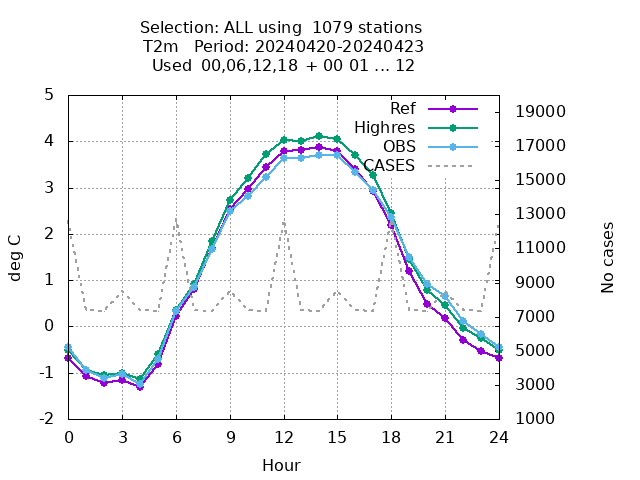 Selection: ALL using  1079 stations
T2m   Period: 20240420-20240423
Used  00,06,12,18 + 00 01 ... 12
Ref
Highres
OBS
CASES
5
4
3
2
1
0
-1
-2
deg C
19000
17000
15000
13000
11000
9000
7000
5000
3000
1000
No cases
0 3 6 9 12 15 18 21 24
Hour